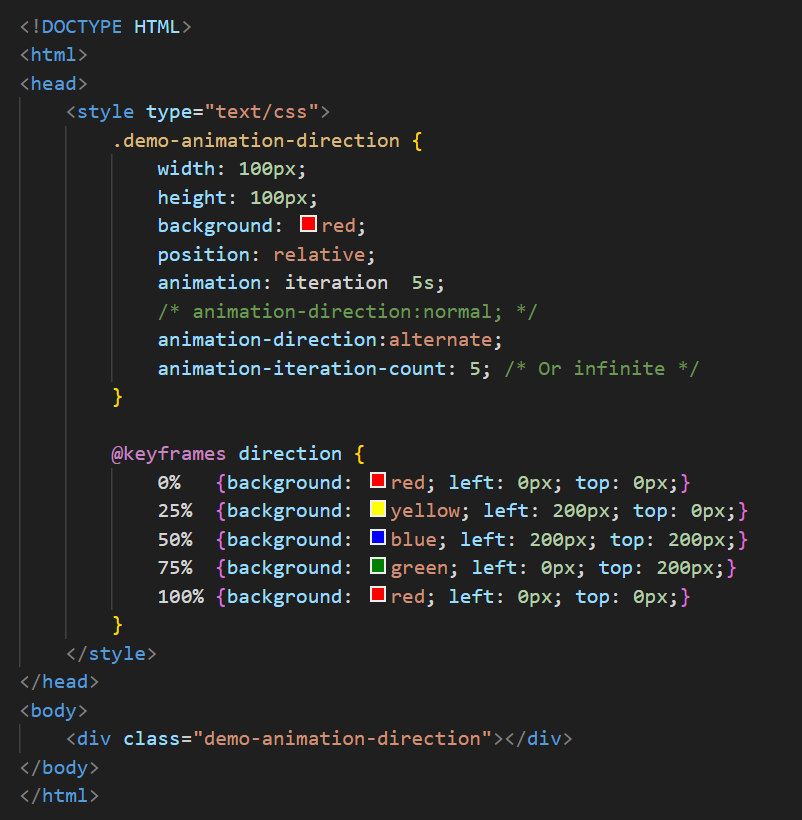 <!DOCTYPE HTML>
<html>
<head>
    <style type="text/css">
        .demo-animation-direction {
            width: 100px;
            height: 100px;
            background: red;
            position: relative;
            animation: iteration  5s;
            /* animation-direction:normal; */
            animation-direction:alternate;
            animation-iteration-count: 5; /* Or infinite */
        }

        @keyframes direction {
            0%   {background: red; left: 0px; top: 0px;}
            25%  {background: yellow; left: 200px; top: 0px;}
            50%  {background: blue; left: 200px; top: 200px;}
            75%  {background: green; left: 0px; top: 200px;}
            100% {background: red; left: 0px; top: 0px;}
        }
    </style>
</head>
<body>
    <div class="demo-animation-direction"></div>
</body>
</html>